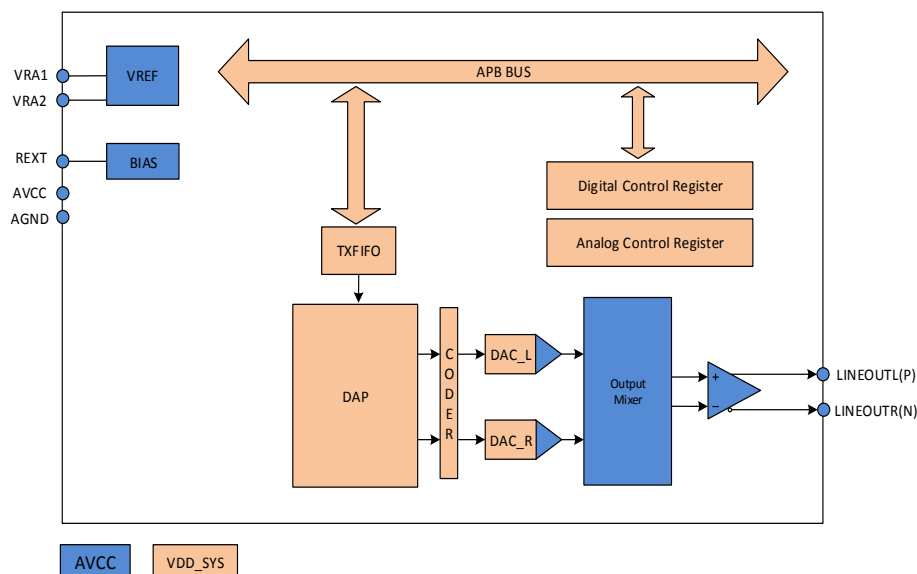 VRA1
VREF
VRA2
APB BUS
REXT
BIAS
AVCC
AGND
Digital Control Register
Analog Control Register
TXFIFO
DAP
CODER
DAC_L
DAC_R
Output
Mixer
+
−
LINEOUTL(P)
LINEOUTR(N)
AVCC
VDD_SYS